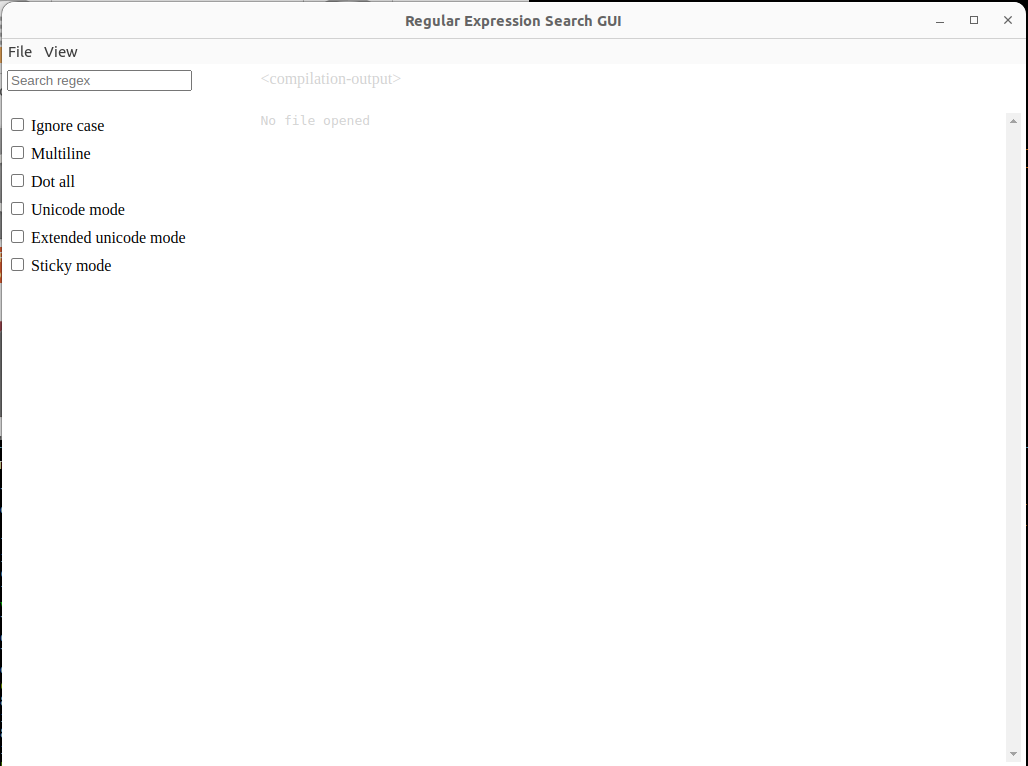 Regular Expression Search GUI
File View
Search regex
<compilation-output>
No file opened
Ignore case
Multiline
Dot all
Unicode mode
Extended unicode mode
Sticky mode